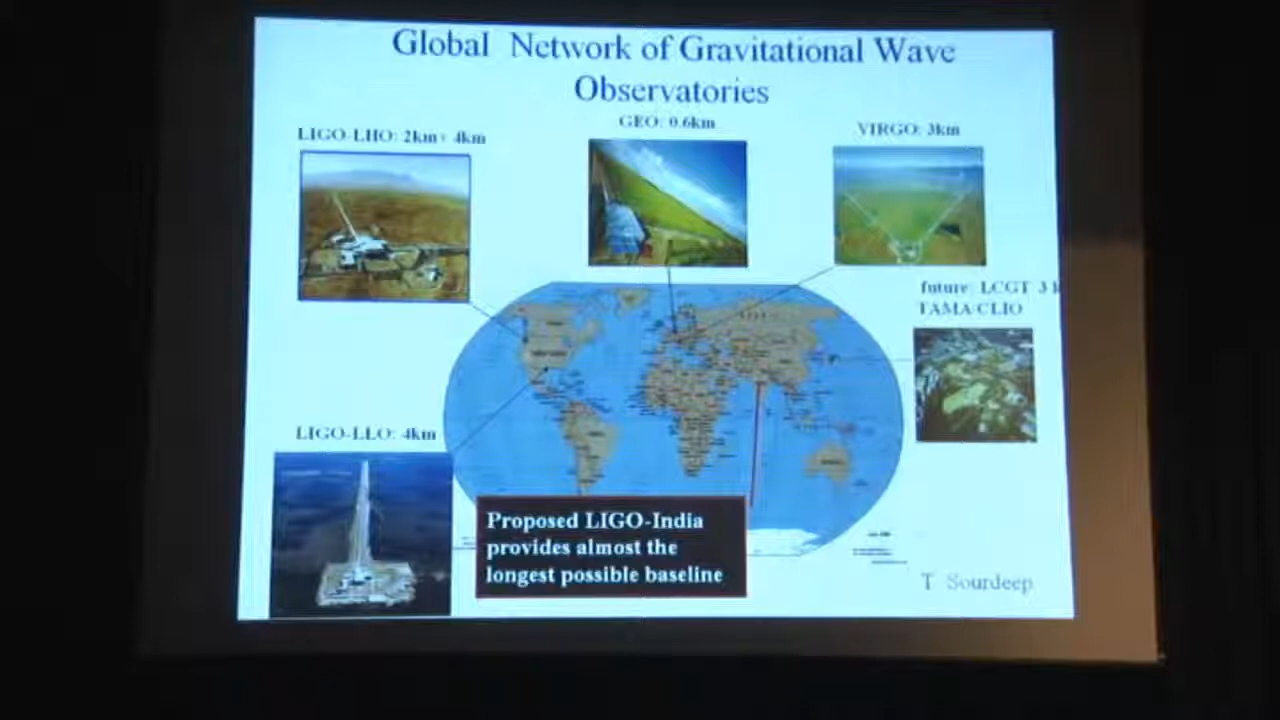 Global Network of Gravitational Wave
Observatories
GEO: 0.6km
VIRGO: 3km
LIGO-LHO: 2km+ 4km
future: LCGT 3 k
TAMA/CLIO
LIGO-LLO: 4km
Proposed LIGO-India
provides almost the
longest possible baseline
T Sourdeep